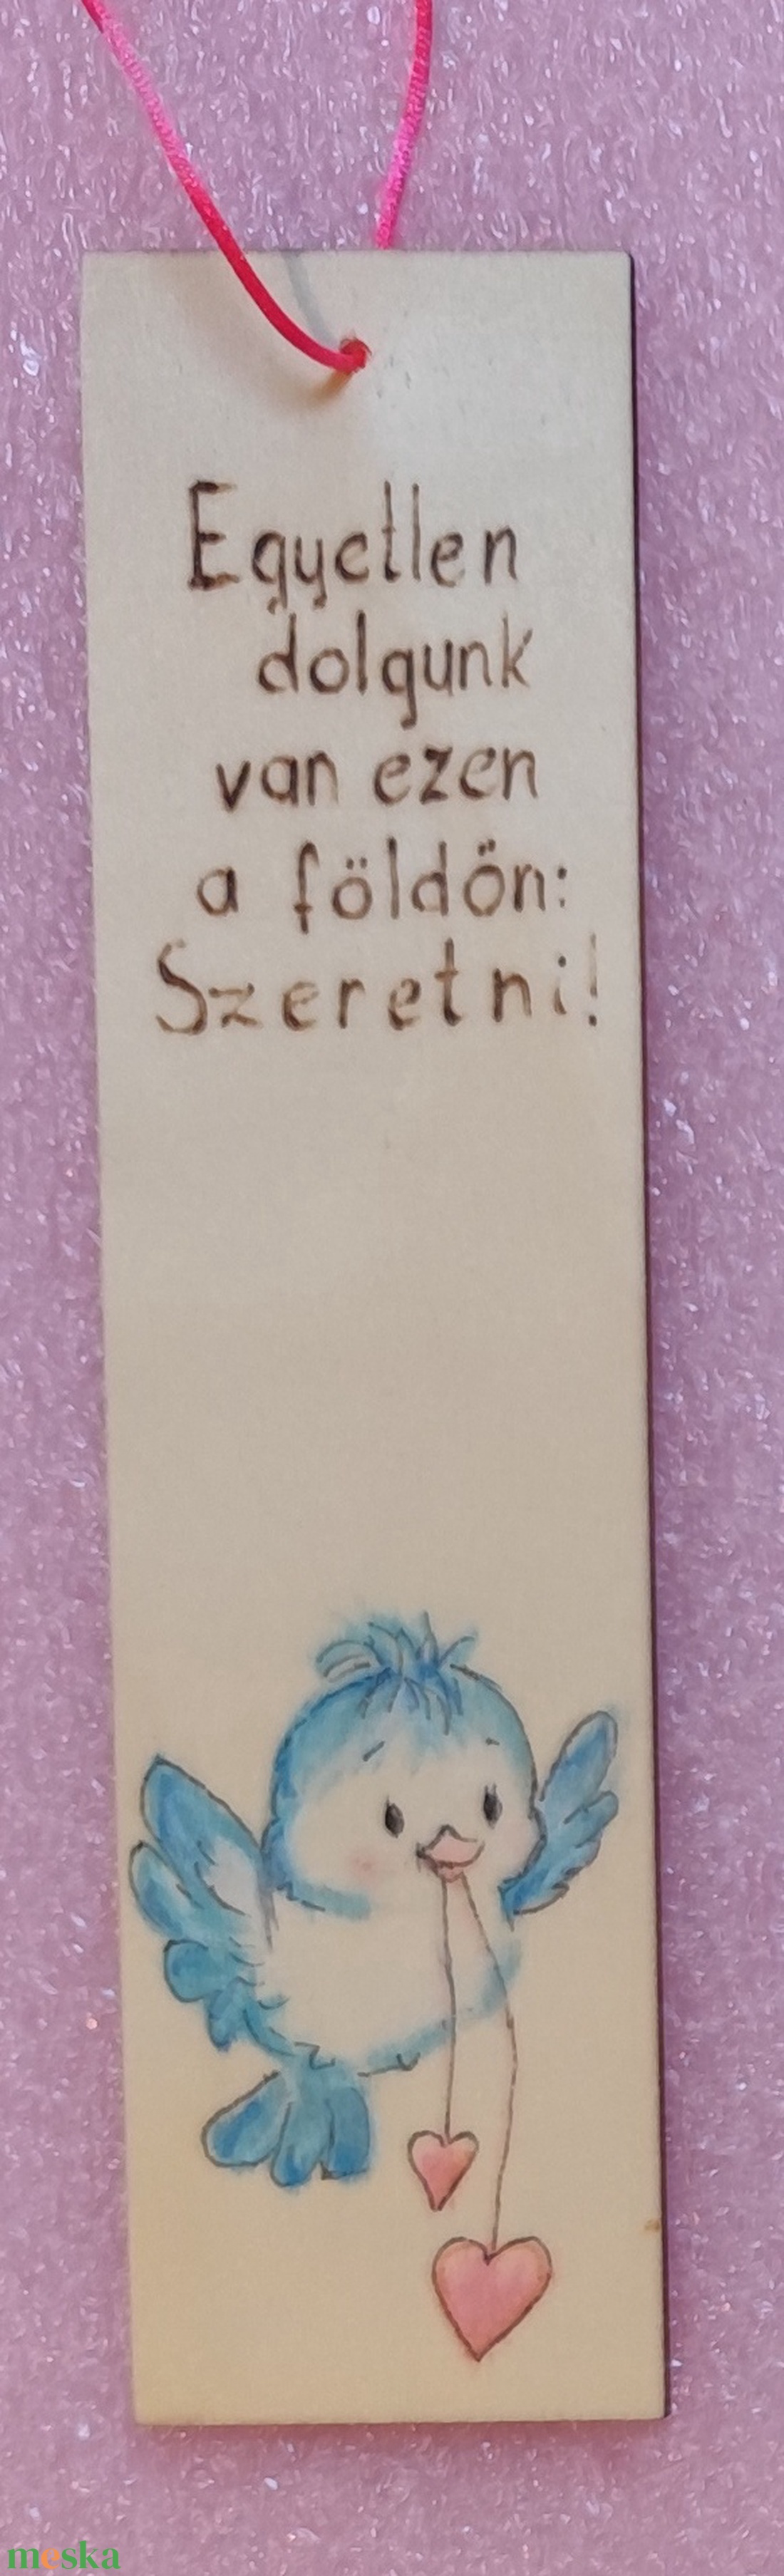 Egyetlen
dolgunk
van ezen
a földön:
Szeretni!
meska